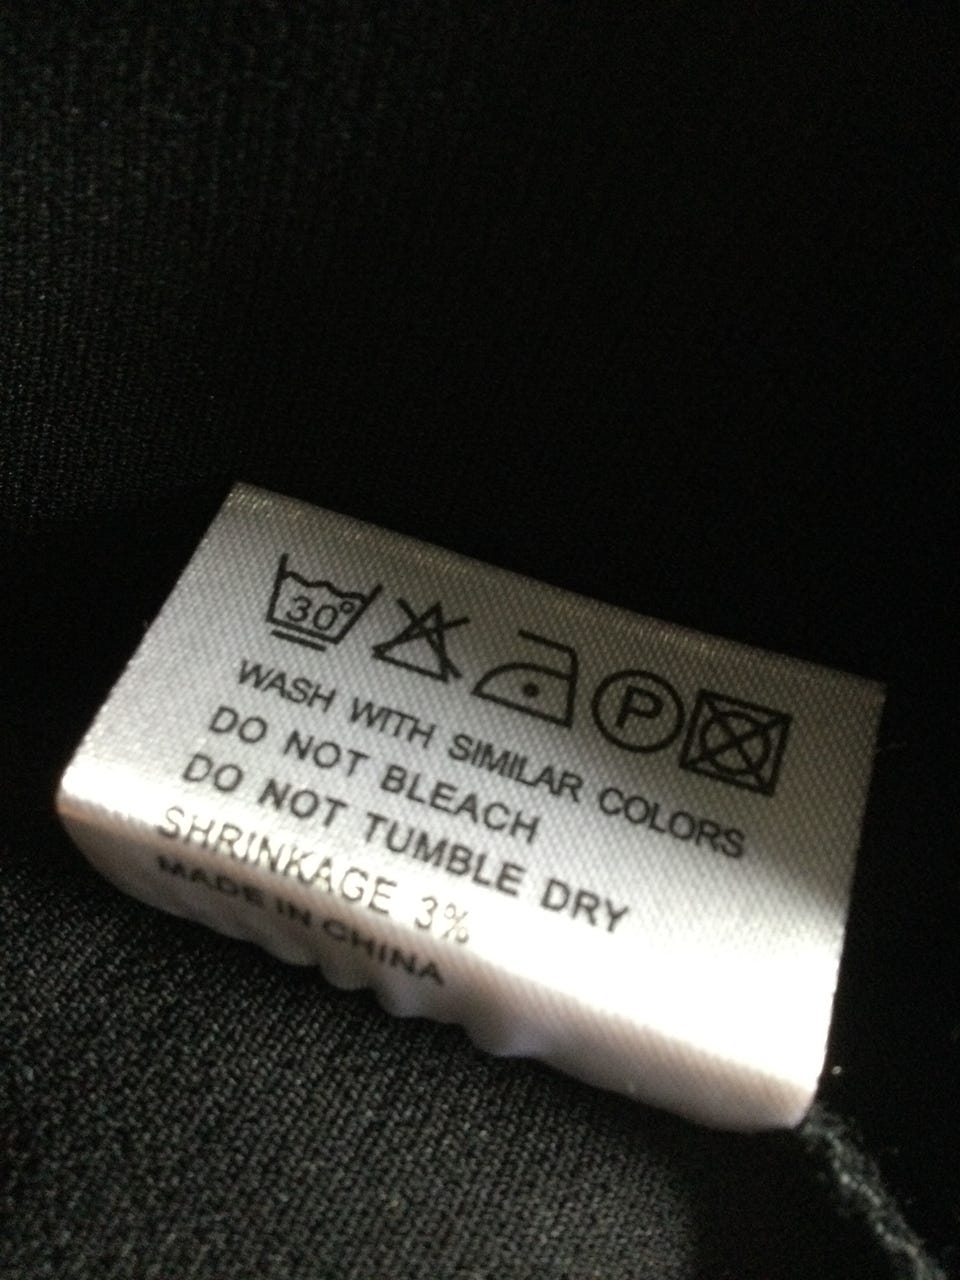 30°
P
WASH WITH SIMILAR COLORS
DO NOT BLEACH
DO NOT TUMBLE DRY
SHRINKAGE 3%
MADE IN CHINA